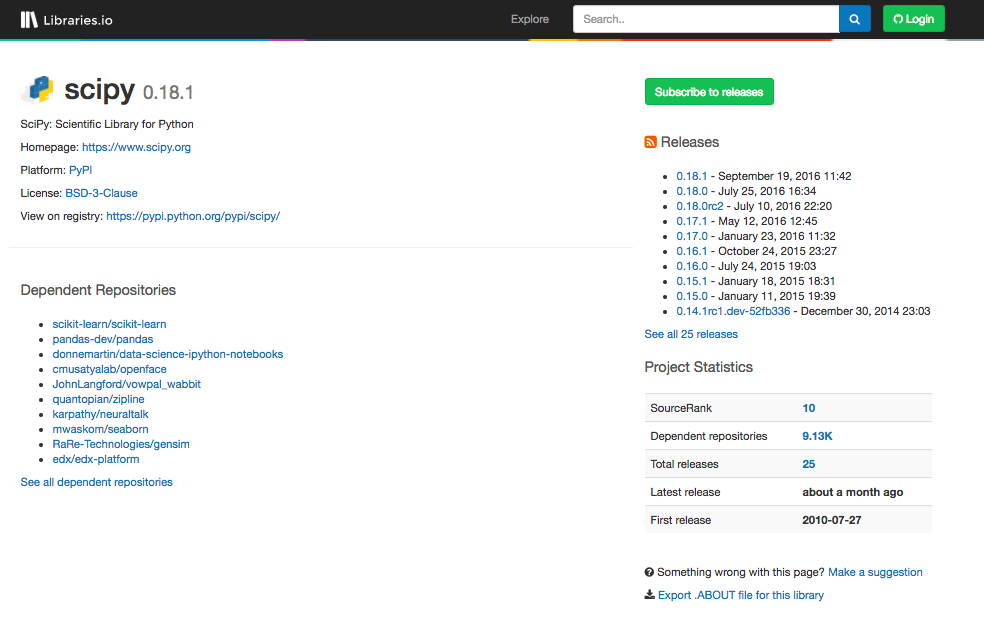 Libraries.io
Explore
Search..
Login
scipy 0.18.1
SciPy: Scientific Library for Python
Homepage: https://www.scipy.org
Platform: PyPI
License: BSD-3-Clause
View on registry: https://pypi.python.org/pypi/scipy/
Dependent Repositories
scikit-learn/scikit-learn
pandas-dev/pandas
donnemartin/data-science-ipython-notebooks
cmusatyalab/openface
JohnLangford/vowpal_wabbit
quantopian/zipline
karpathy/neuraltalk
mwaskom/seaborn
RaRe-Technologies/gensim
edx/edx-platform
See all dependent repositories
Subscribe to releases
Releases
0.18.1 - September 19, 2016 11:42
0.18.0 - July 25, 2016 16:34
0.18.0rc2 - July 10, 2016 22:20
0.17.1 - May 12, 2016 12:45
0.17.0 - January 23, 2016 11:32
0.16.1 - October 24, 2015 23:27
0.16.0 - July 24, 2015 19:03
0.15.1 - January 18, 2015 18:31
0.15.0 - January 11, 2015 19:39
0.14.1rc1.dev-52fb336 - December 30, 2014 23:03
See all 25 releases
Project Statistics
SourceRank 10
Dependent repositories 9.13K
Total releases 25
Latest release about a month ago
First release 2010-07-27
Something wrong with this page? Make a suggestion
Export .ABOUT file for this library